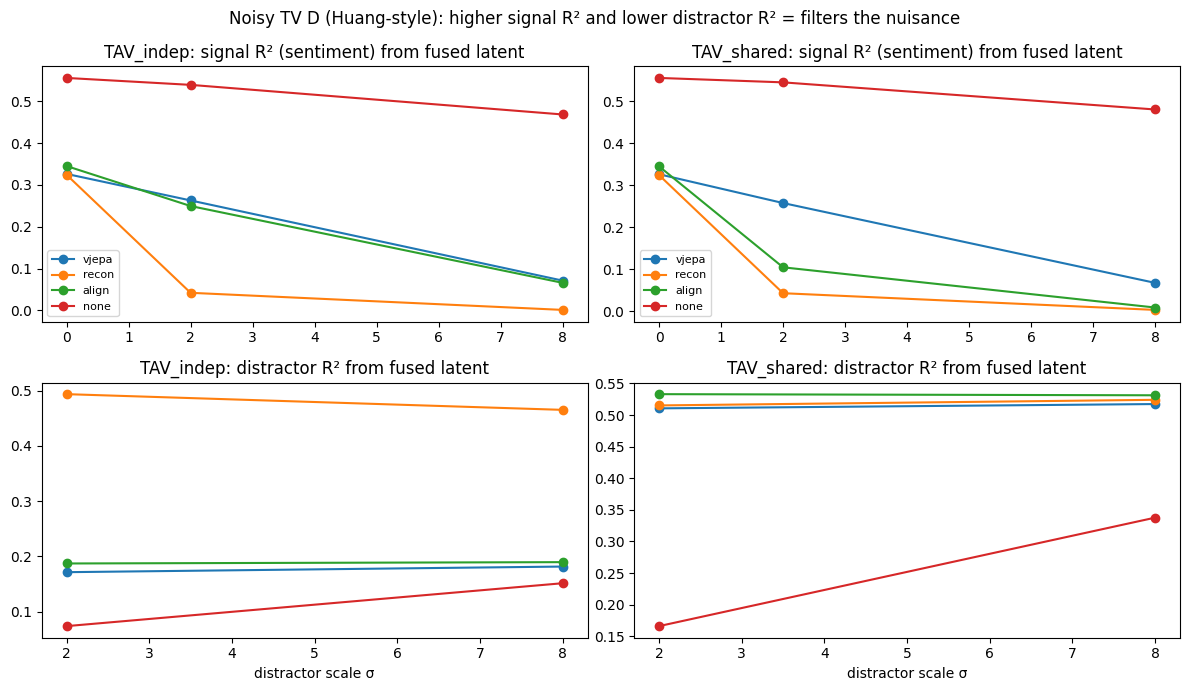 Noisy TV D (Huang-style): higher signal R² and lower distractor R² = filters the nuisance
TAV_indep: signal R² (sentiment) from fused latent
0.5
0.4
0.3
0.2
0.1
0.0
vjepa
recon
align
none
0 1 2 3 4 5 6 7 8
TAV_shared: signal R² (sentiment) from fused latent
0.5
0.4
0.3
0.2
0.1
0.0
vjepa
recon
align
none
0 1 2 3 4 5 6 7 8
TAV_indep: distractor R² from fused latent
0.5
0.4
0.3
0.2
0.1
2 3 4 5 6 7 8
distractor scale σ
TAV_shared: distractor R² from fused latent
0.55
0.50
0.45
0.40
0.35
0.30
0.25
0.20
0.15
2 3 4 5 6 7 8
distractor scale σ